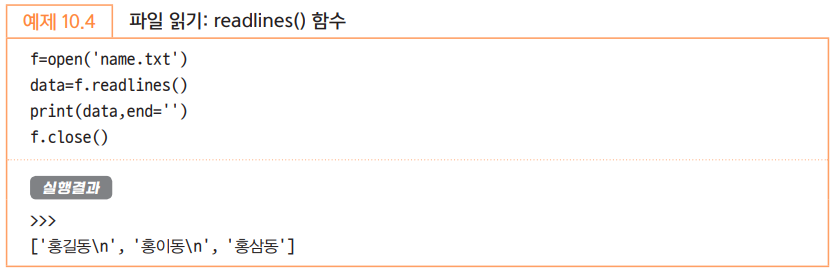 예제 10.4 파일 읽기: readlines() 함수
f=open('name.txt')
data=f.readlines()
print(data,end='')
f.close()
실행결과
>>>
['홍길동\n', '홍이동\n', '홍삼동']